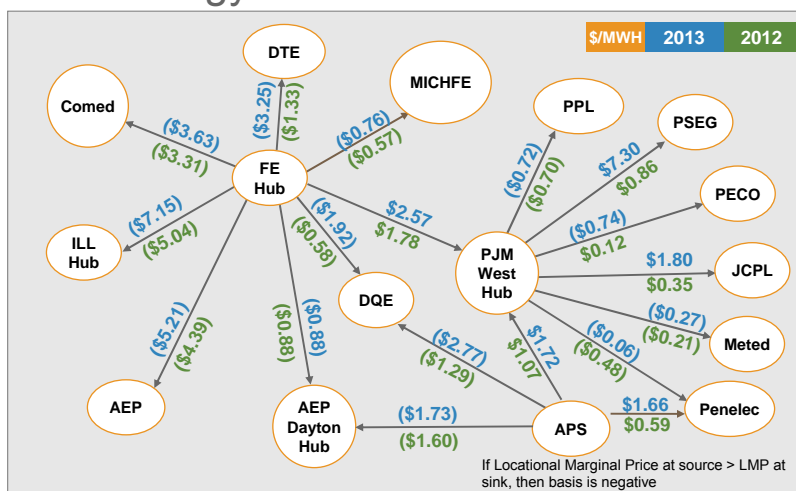 $/MWH 2013 2012
DTE
MICHFE
Comed
PPL
PSEG
($3.25)
($1.33)
($0.76)
($0.57)
($3.63)
($3.31)
($0.72)
($0.70)
$7.30
$0.86
FE
Hub
PECO
($7.15)
($5.04)
($1.92)
($0.58)
$2.57
$1.78
($0.74)
$0.12
ILL
Hub
PJM
West
Hub
$1.80
$0.35
JCPL
DQE
($0.27)
($0.21)
Meted
($5.21)
($4.39)
($0.88)
($0.88)
($2.77)
($1.29)
$1.72
$1.07
($0.06)
($0.48)
AEP
AEP
Dayton
Hub
($1.73)
($1.60)
APS
$1.66
$0.59
Penelec
If Locational Marginal Price at source > LMP at
sink, then basis is negative